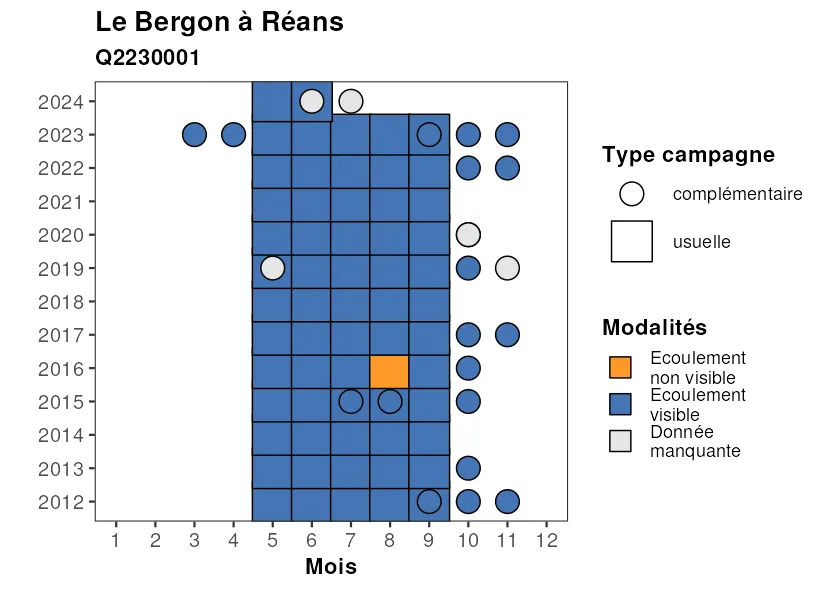 Le Bergon à Réans
Q2230001
2024
2023
2022
2021
2020
2019
2018
2017
2016
2015
2014
2013
2012
1 2 3 4 5 6 7 8 9 10 11 12
Mois
Type campagne
complémentaire
usuelle
Modalités
Ecoulement
non visible
Ecoulement
visible
Donnée
manquante